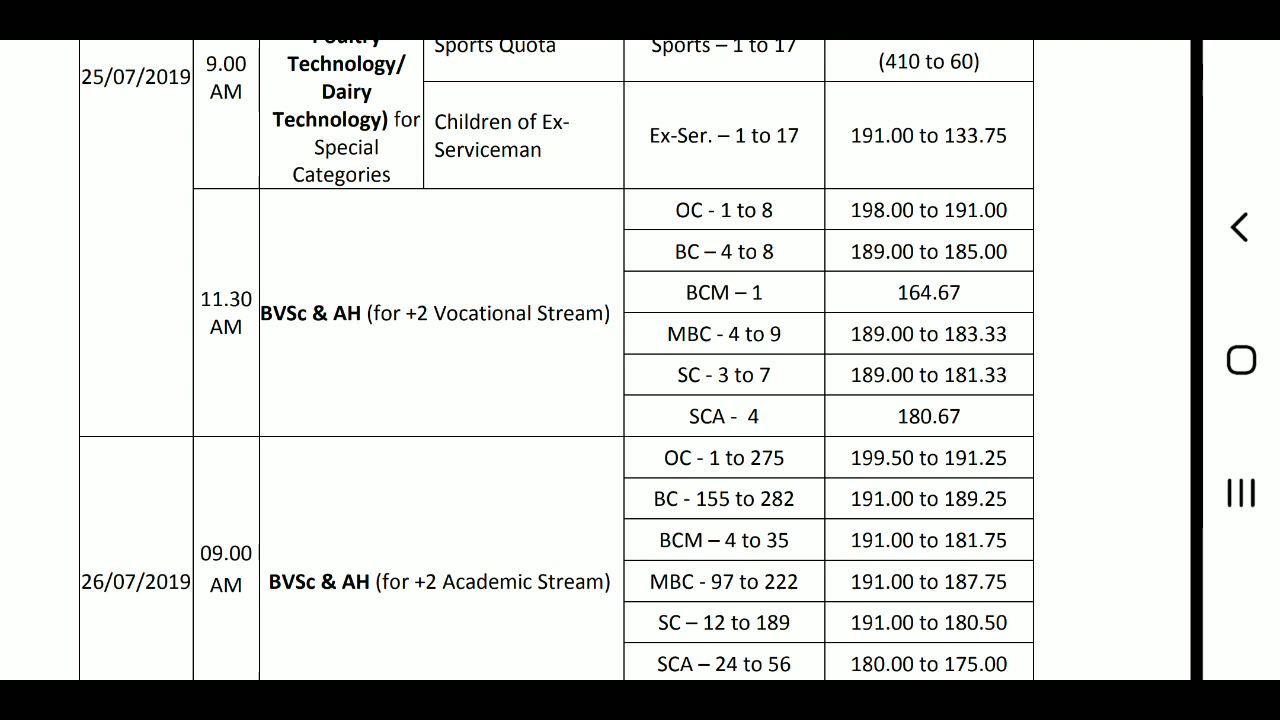 Sports Quota
Sports – 1 to 17
25/07/2019
9.00
AM
Technology/
Dairy
Technology) for
Special
Categories
(410 to 60)
Children of Ex-
Serviceman
Ex-Ser. – 1 to 17
191.00 to 133.75
11.30
AM
BVSc & AH (for +2 Vocational Stream)
OC - 1 to 8
198.00 to 191.00
BC – 4 to 8
189.00 to 185.00
BCM – 1
164.67
MBC - 4 to 9
189.00 to 183.33
SC - 3 to 7
189.00 to 181.33
SCA - 4
180.67
26/07/2019
09.00
AM
BVSc & AH (for +2 Academic Stream)
OC - 1 to 275
199.50 to 191.25
BC - 155 to 282
191.00 to 189.25
BCM – 4 to 35
191.00 to 181.75
MBC - 97 to 222
191.00 to 187.75
SC – 12 to 189
191.00 to 180.50
SCA – 24 to 56
180.00 to 175.00